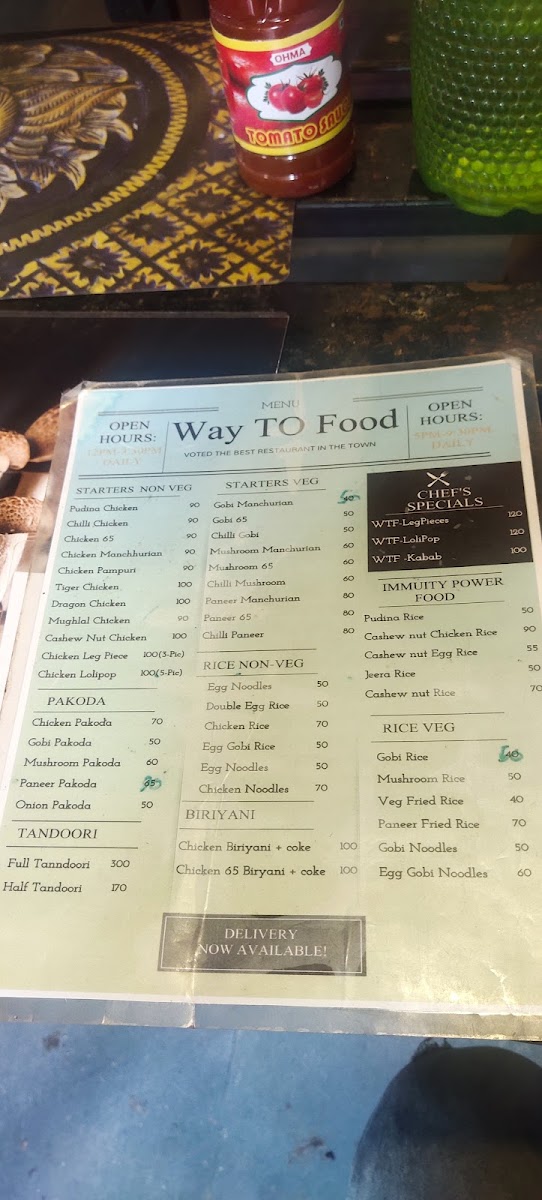 OHMA
TOMATO SAUCE
MENU
Way TO Food
VOTED THE BEST RESTAURANT IN THE TOWN
OPEN
HOURS:
DAILY
OPEN
HOURS:
DAILY
STARTERS NON VEG
Pudina Chicken 90
Chilli Chicken 90
Chicken 65 90
Chicken Manchhurian 90
Chicken Pampuri 90
Tiger Chicken 100
Dragon Chicken 100
Mughlal Chicken 90
Cashew Nut Chicken 100
Chicken Leg Piece 100(3-Pic)
Chicken Lolipop 100(5-Pic)
PAKODA
Chicken Pakoda 70
Gobi Pakoda 50
Mushroom Pakoda 60
Paneer Pakoda
Onion Pakoda 50
TANDOORI
Full Tanndoori 300
Half Tandoori 170
STARTERS VEG
Gobi Manchurian
Gobi 65 50
Chilli Gobi 50
Mushroom Manchurian 60
Mushroom 65 60
Chilli Mushroom 60
Paneer Manchurian 80
Paneer 65 80
Chilli Paneer 80
RICE NON-VEG
Egg Noodles 50
Double Egg Rice 50
Chicken Rice 70
Egg Gobi Rice 50
Egg Noodles 50
Chicken Noodles 70
BIRIYANI
Chicken Biriyani + coke 100
Chicken 65 Biryani + coke 100
CHEF'S
SPECIALS
WTF-LegPieces 120
WTF-LoliPop 120
WTF -Kabab 100
IMMUITY POWER
FOOD
Pudina Rice 50
Cashew nut Chicken Rice 90
Cashew nut Egg Rice 55
Jeera Rice 50
Cashew nut Rice 70
RICE VEG
Gobi Rice
Mushroom Rice 50
Veg Fried Rice 40
Paneer Fried Rice 70
Gobi Noodles 50
Egg Gobi Noodles 60
DELIVERY
NOW AVAILABLE!